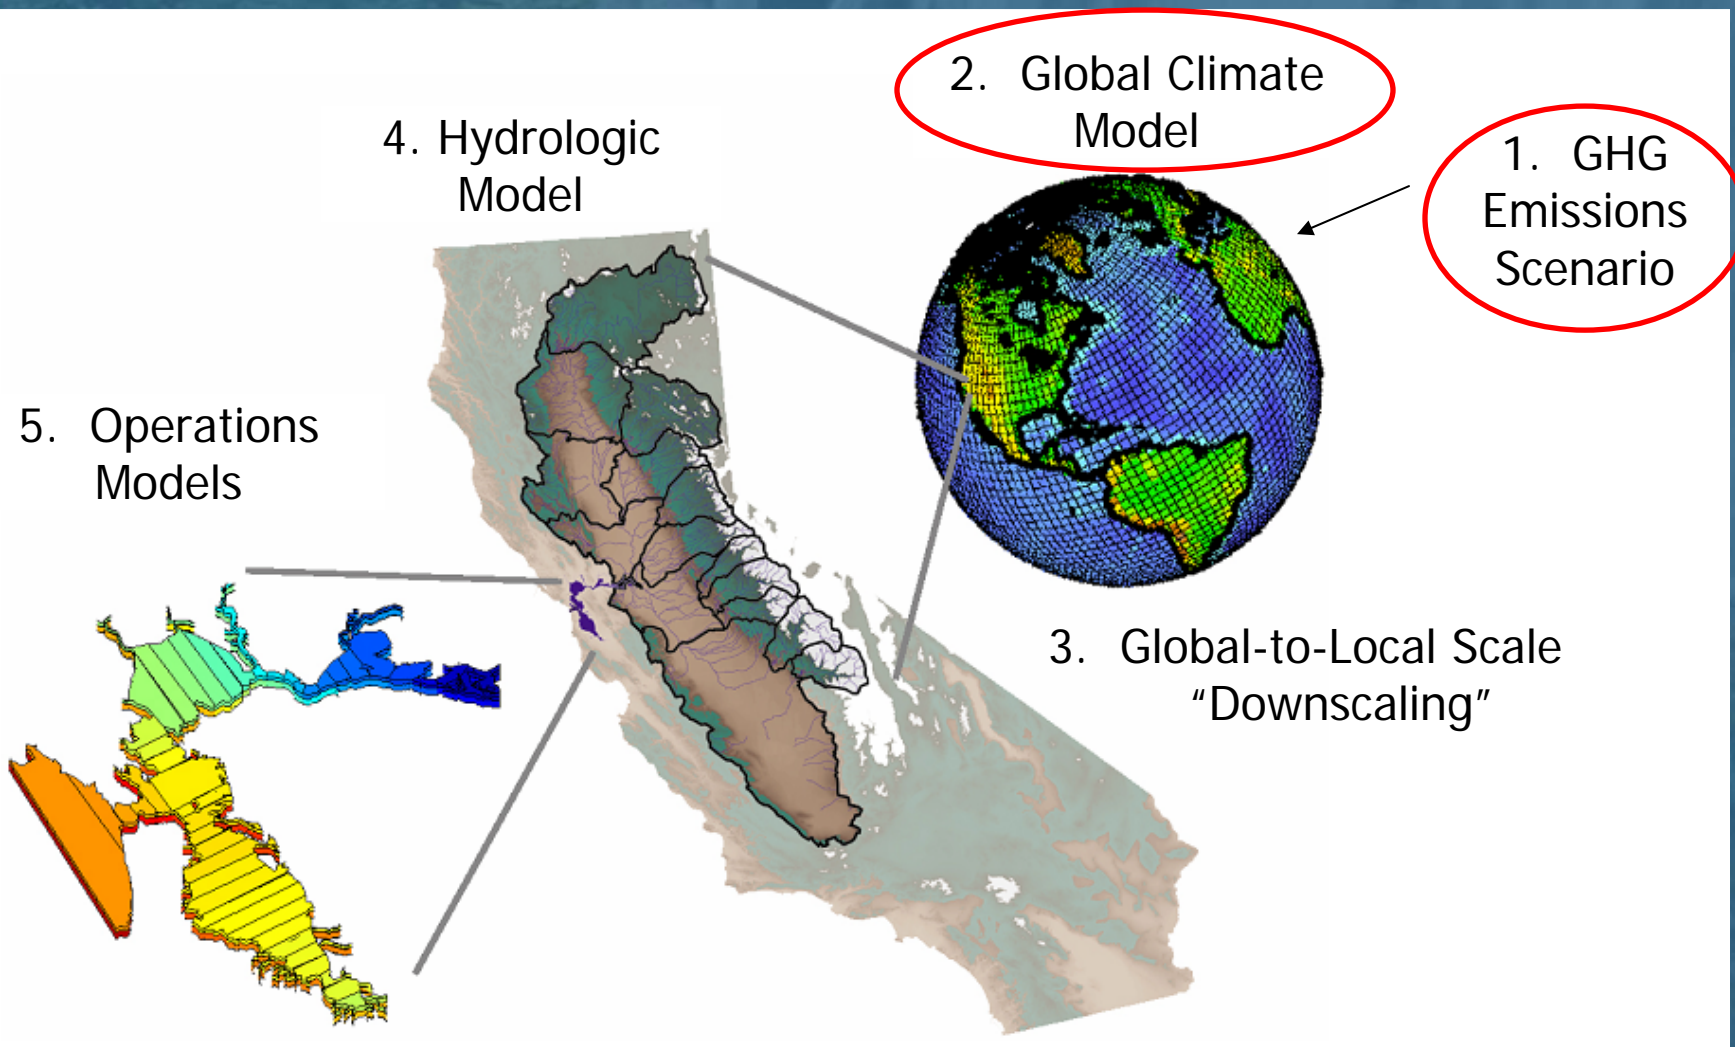 2. Global Climate
Model
1. GHG
Emissions
Scenario
4. Hydrologic
Model
5. Operations
Models
3. Global-to-Local Scale
“Downscaling”